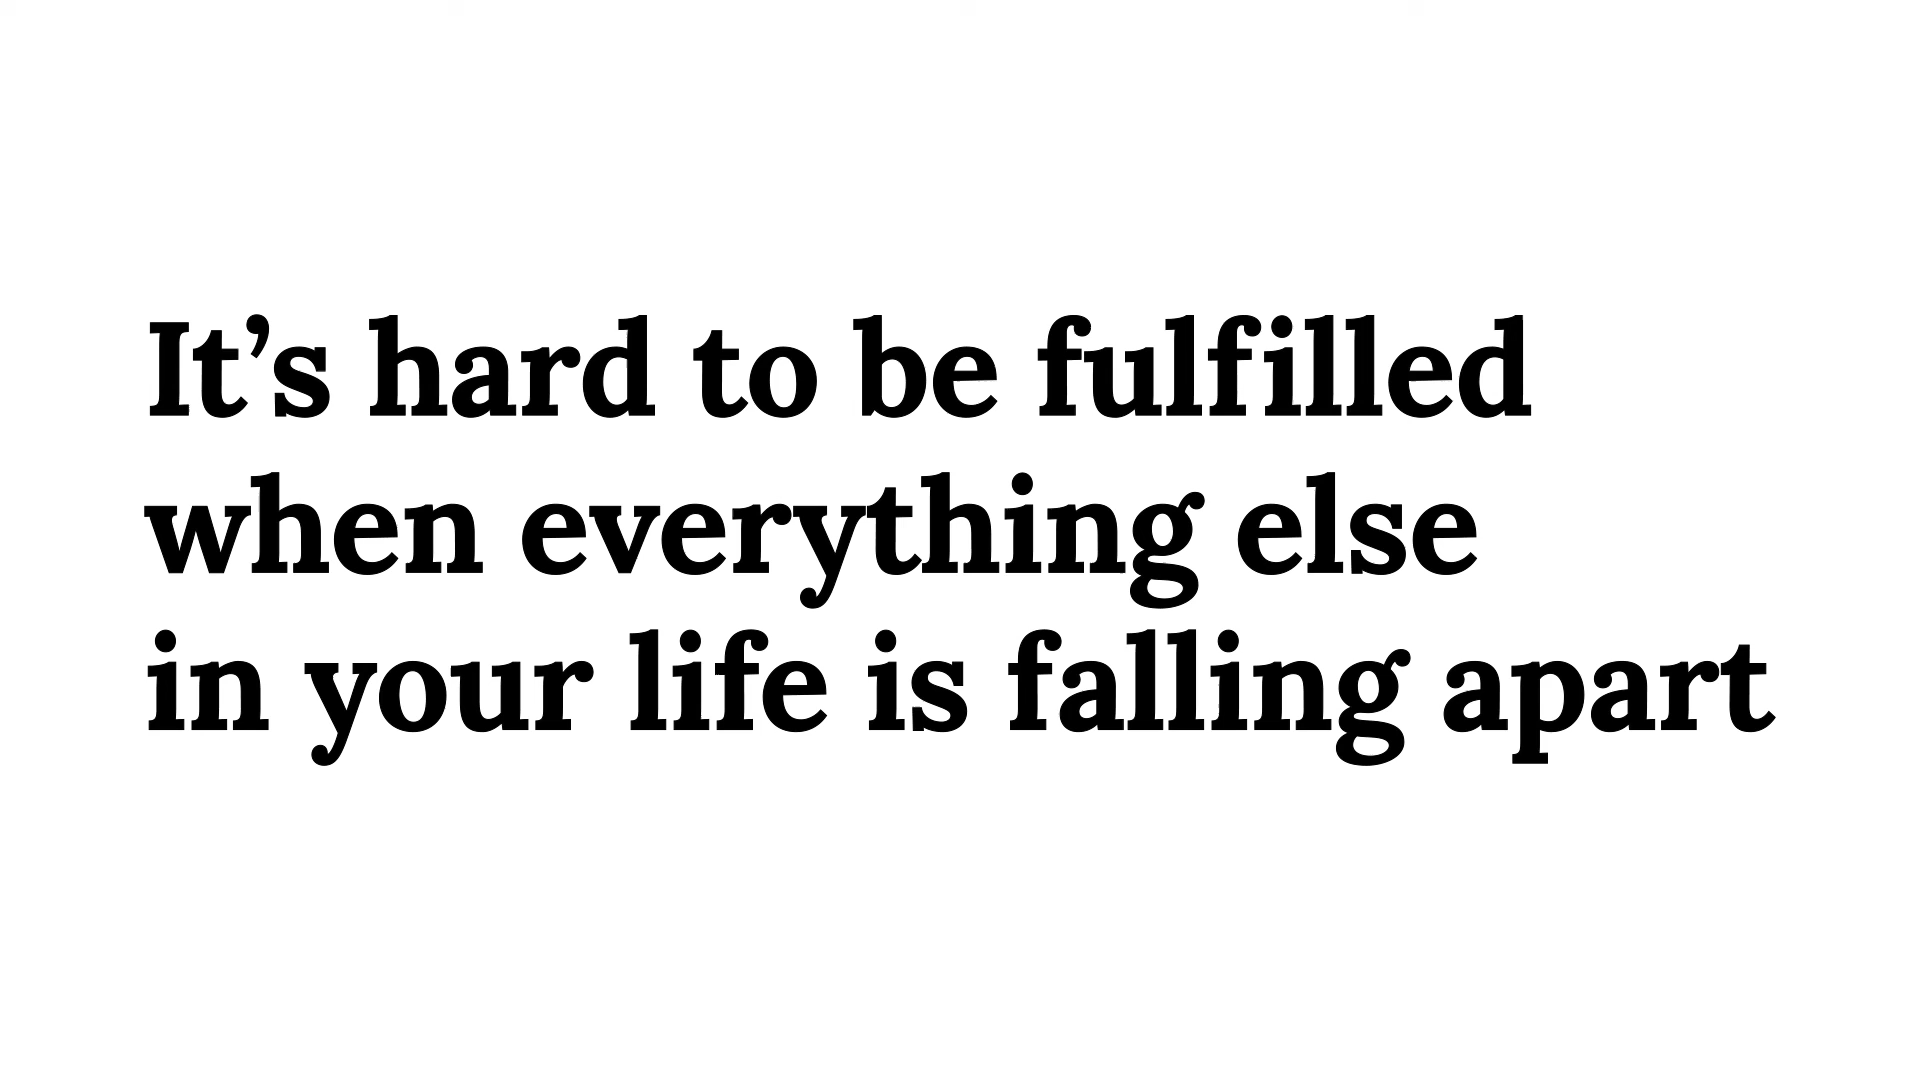 It’s hard to be fulfilled
when everything else
in your life is falling apart